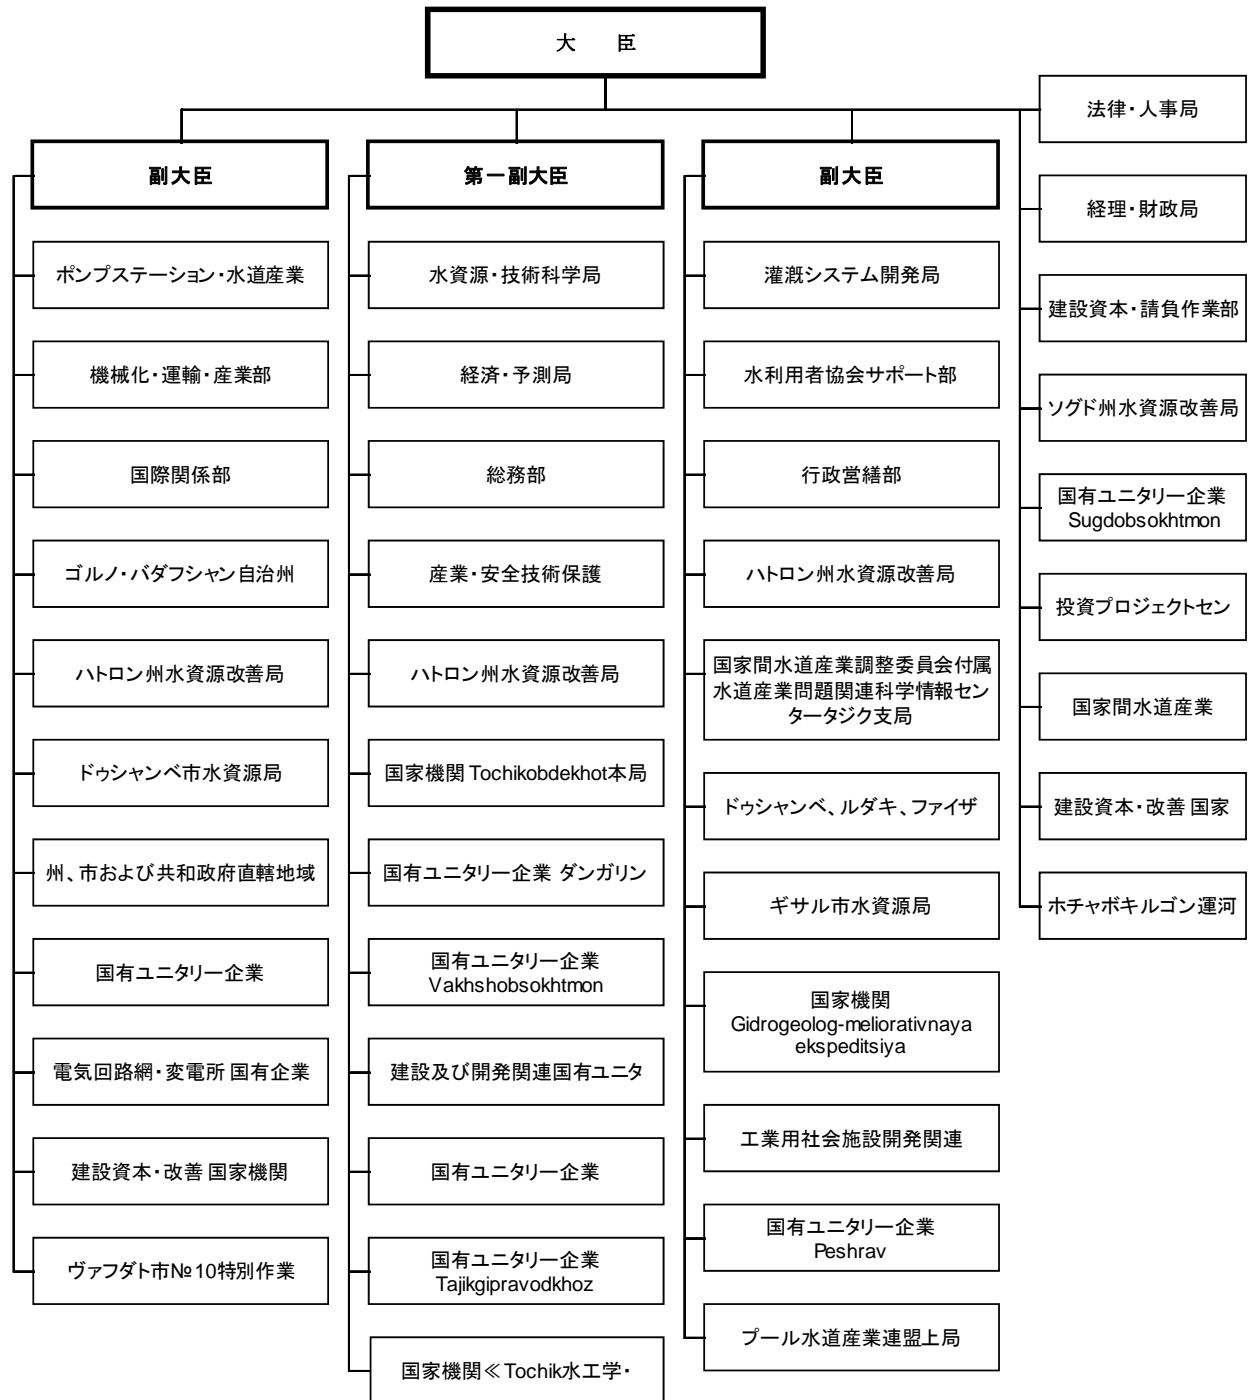 大　臣
副大臣
ポンプステーション・水道産業
機械化・運輸・産業部
国際関係部
ゴルノ・バダフシャン自治州
ハトロン州水資源改善局
ドゥシャンベ市水資源局
州、市および共和政府直轄地域
国有ユニタリー企業
電気回路網・変電所 国有企業
建設資本・改善 国家機関
ヴァフダト市№10特別作業
第一副大臣
水資源・技術科学局
経済・予測局
総務部
産業・安全技術保護
ハトロン州水資源改善局
国家機関 Tochikobdekhot本局
国有ユニタリー企業 ダンガリン
国有ユニタリー企業
Vakhshobsokhtmon
建設及び開発関連国有ユニタ
国有ユニタリー企業
国有ユニタリー企業
Tajikgipravodkhoz
国家機関≪Tochik水工学・
副大臣
灌漑システム開発局
水利用者協会サポート部
行政営繕部
ハトロン州水資源改善局
国家間水道産業調整委員会付属
水道産業問題関連科学情報セン
タータジク支局
ドゥシャンベ、ルダキ、ファイザ
ギサル市水資源局
国家機関
Gidrogeolog-meliorativnaya
ekspeditsiya
工業用社会施設開発関連
国有ユニタリー企業
Peshrav
プール水道産業連盟上局
法律・人事局
経理・財政局
建設資本・請負作業部
ソグド州水資源改善局
国有ユニタリー企業
Sugdobsokhtmon
投資プロジェクトセン
国家間水道産業
建設資本・改善 国家
ホチャボキルゴン運河